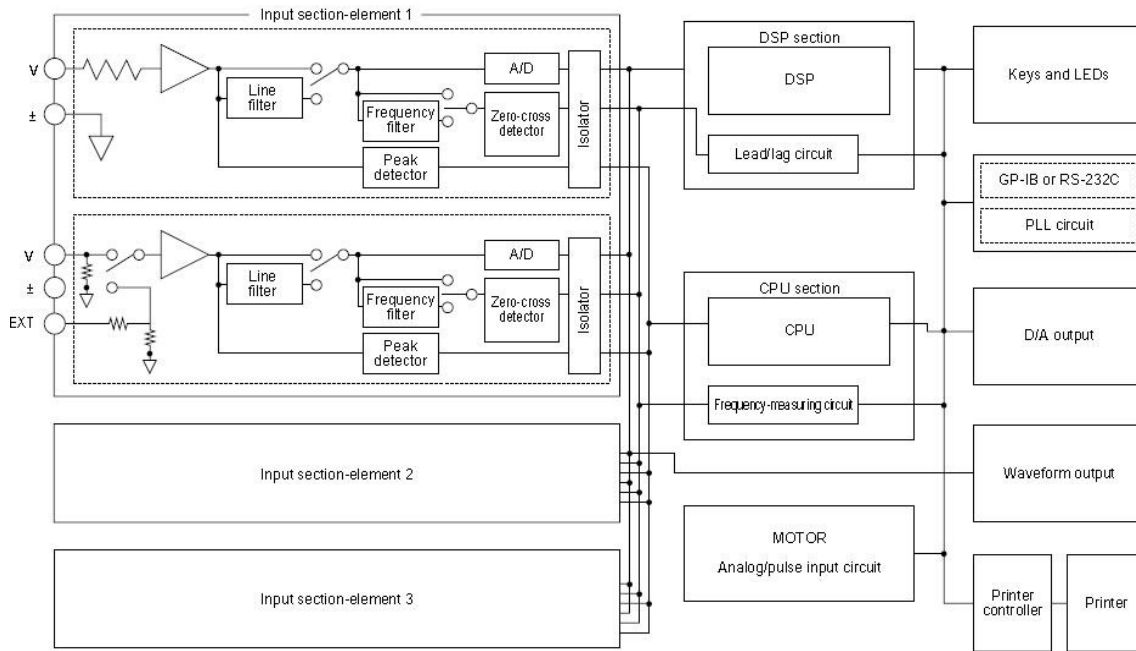 Input section-element 1
V
±
Line
filter
A/D
Frequency
filter
Zero-cross
detector
Peak
detector
Isolator
V
±
EXT
Line
filter
A/D
Frequency
filter
Zero-cross
detector
Peak
detector
Isolator
Input section-element 2
Input section-element 3
DSP section
DSP
Lead/lag circuit
CPU section
CPU
Frequency-measuring circuit
MOTOR
Analog/pulse input circuit
Keys and LEDs
GP-IB or RS-232C
PLL circuit
D/A output
Waveform output
Printer
controller
Printer